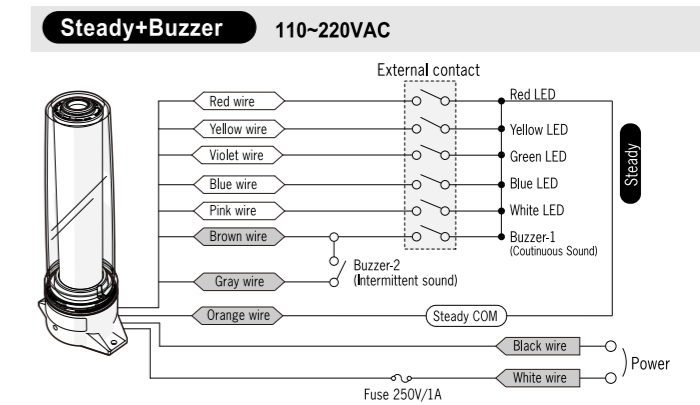 Steady+Buzzer 110~220VAC
External contact
Red wire Red LED
Yellow wire Yellow LED
Violet wire Green LED
Blue wire Blue LED
Pink wire White LED
Brown wire Buzzer-1
(Coutinuous Sound)
Steady
Buzzer-2
Gray wire (Intermittent sound)
Orange wire Steady COM
Black wire
Power
White wire
Fuse 250V/1A